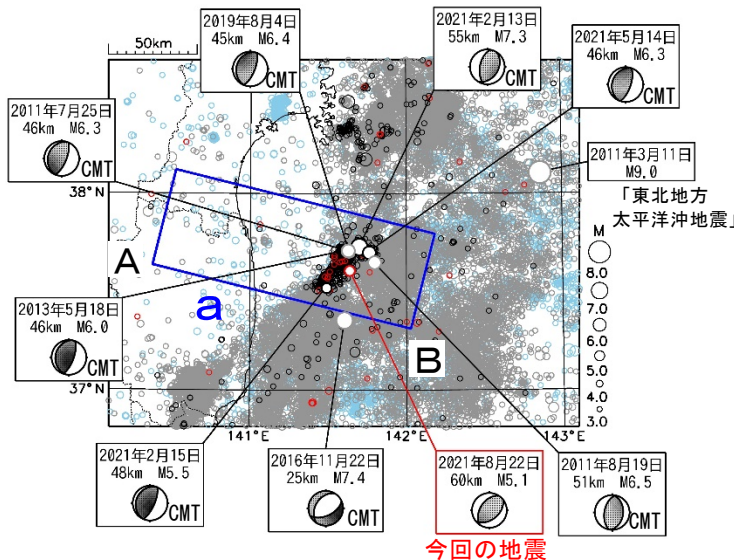 2019年8月4日
45km M6.4
CMT
2021年2月13日
55km M7.3
2021年5月14日
46km M6.3
CMT
50km
2011年7月25日
46km M6.3
CMT
2011年3月11日
M9.0
「東北地方
太平洋沖地震」
38°N
M
8.0
7.0
6.0
5.0
4.0
3.0
A
a
B
2013年5月18日
46km M6.0
CMT
37°N
141°E
142°E
143°E
2021年2月15日
48km M5.5
CMT
2016年11月22日
25km M7.4
CMT
2021年8月22日
60km M5.1
今回の地震
2011年8月19日
51km M6.5
CMT